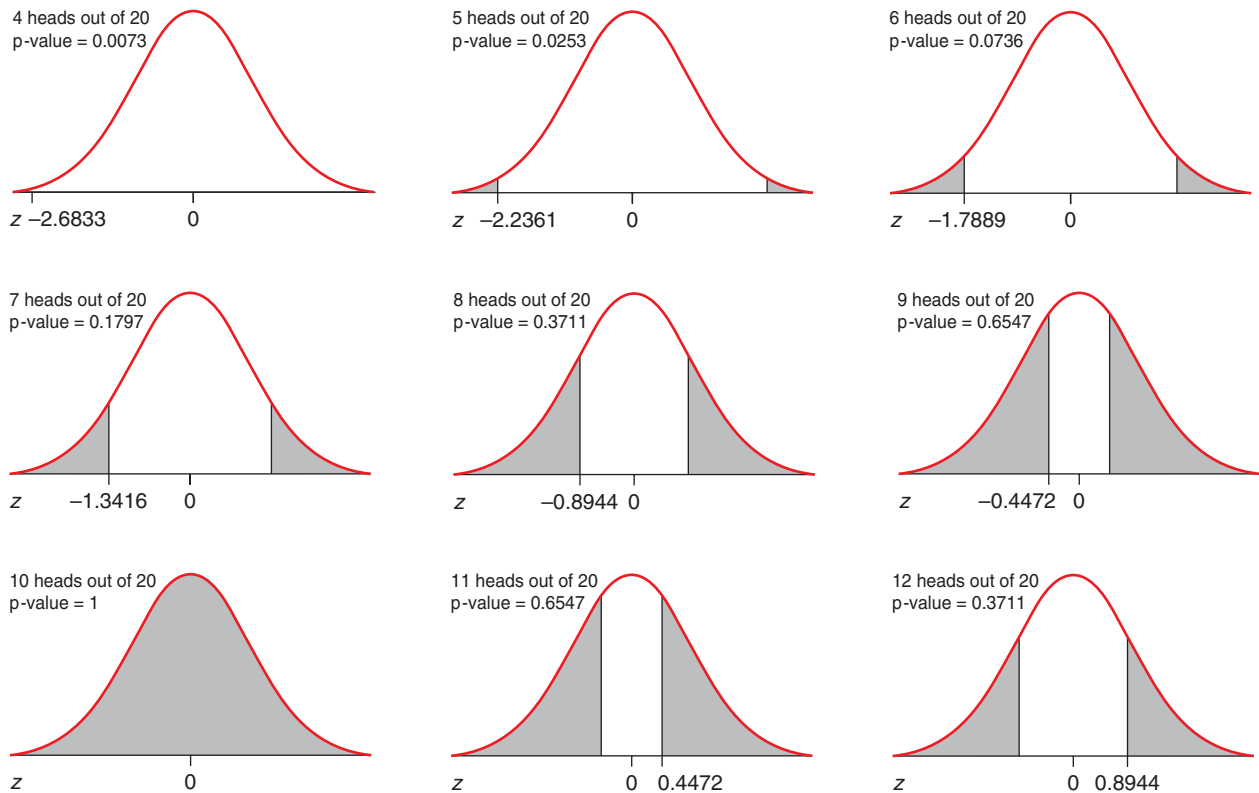 4 heads out of 20
p-value = 0.0073
z −2.6833 0
5 heads out of 20
p-value = 0.0253
z −2.2361 0
6 heads out of 20
p-value = 0.0736
z −1.7889 0
7 heads out of 20
p-value = 0.1797
z −1.3416 0
8 heads out of 20
p-value = 0.3711
z −0.8944 0
9 heads out of 20
p-value = 0.6547
z −0.4472 0
10 heads out of 20
p-value = 1
z 0
11 heads out of 20
p-value = 0.6547
z 0 0.4472
12 heads out of 20
p-value = 0.3711
z 0 0.8944